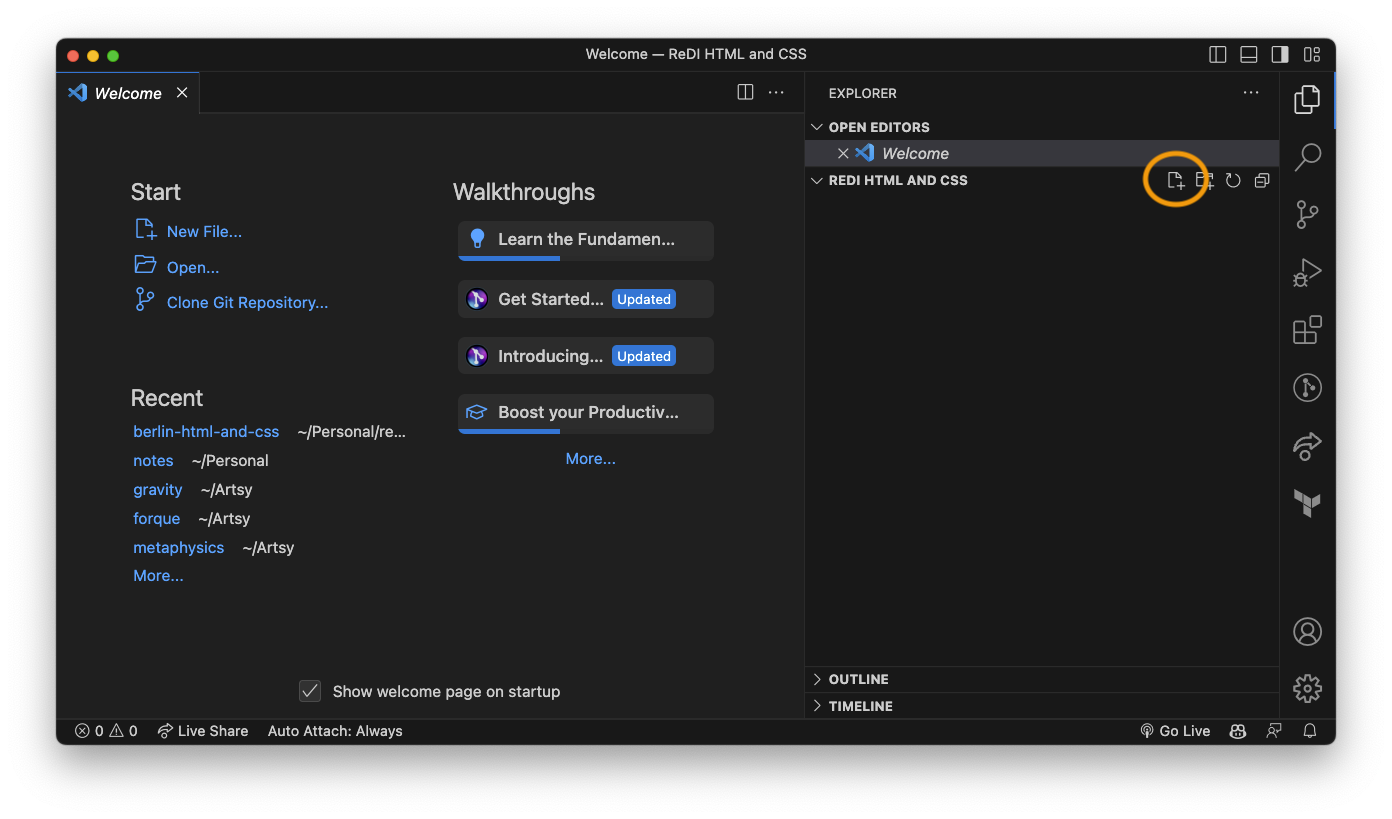 Welcome — ReDI HTML and CSS
Welcome
Start
New File...
Open...
Clone Git Repository...
Recent
berlin-html-and-css ~/Personal/re...
notes ~/Personal
gravity ~/Artsy
forque ~/Artsy
metaphysics ~/Artsy
More...
Walkthroughs
Learn the Fundamen...
Get Started... Updated
Introducing... Updated
Boost your Productiv...
More...
Show welcome page on startup
EXPLORER
OPEN EDITORS
Welcome
REDI HTML AND CSS
OUTLINE
TIMELINE
0 0 Live Share Auto Attach: Always Go Live